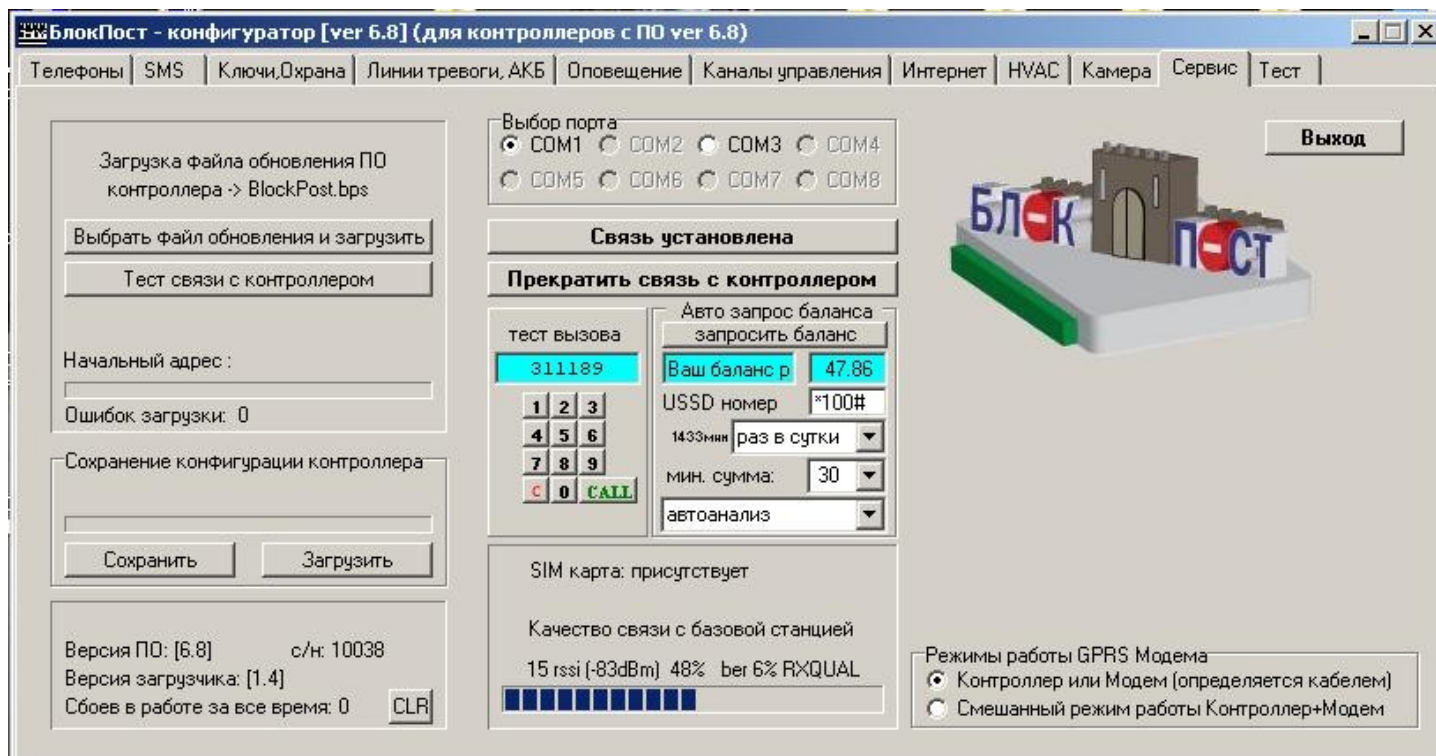 БлокПост - конфигуратор [ver 6.8] (для контроллеров с ПО ver 6.8)
Телефоны SMS Ключи,Охрана Линии тревоги, АКБ Оповещение Каналы управления Интернет HVAC Камера Сервис Тест
Загрузка файла обновления ПО
контроллера -> BlockPost.bps
Выбрать файл обновления и загрузить
Тест связи с контроллером
Начальный адрес :
Ошибок загрузки: 0
Сохранение конфигурации контроллера
Сохранить Загрузить
Версия ПО: [6.8] с/н: 10038
Версия загрузчика: [1.4]
Сбоев в работе за все время: 0 CLR
Выбор порта
COM1 COM2 COM3 COM4
COM5 COM6 COM7 COM8
Связь установлена
Прекратить связь с контроллером
тест вызова
311189
1 2 3
4 5 6
7 8 9
C 0 CALL
Авто запрос баланса
запросить баланс
Ваш баланс р 47.86
USSD номер *100#
1433мин раз в сутки
мин. сумма: 30
автоанализ
SIM карта: присутствует
Качество связи с базовой станцией
15 rssi (-83dBm) 48% ber 6% RXQUAL
Выход
БЛОК ПОСТ
Режимы работы GPRS Модема
Контроллер или Модем (определяется кабелем)
Смешанный режим работы Контроллер+Модем